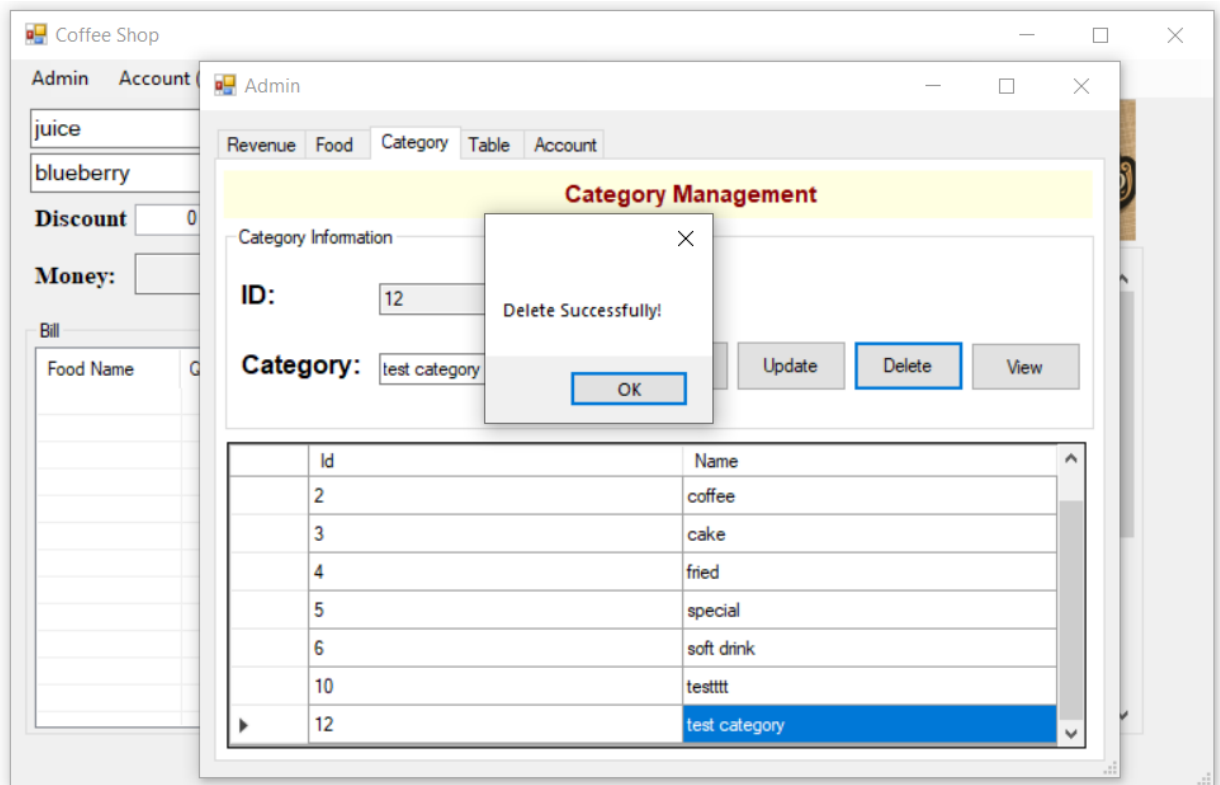 Coffee Shop
Admin Account (
Admin
juice
blueberry
Discount 0
Money:
Bill
Food Name Q
Revenue Food Category Table Account
Category Management
Category Information
ID: 12
Category: test category
Update Delete View
Delete Successfully!
OK
Id Name
2 coffee
3 cake
4 fried
5 special
6 soft drink
10 testttt
12 test category